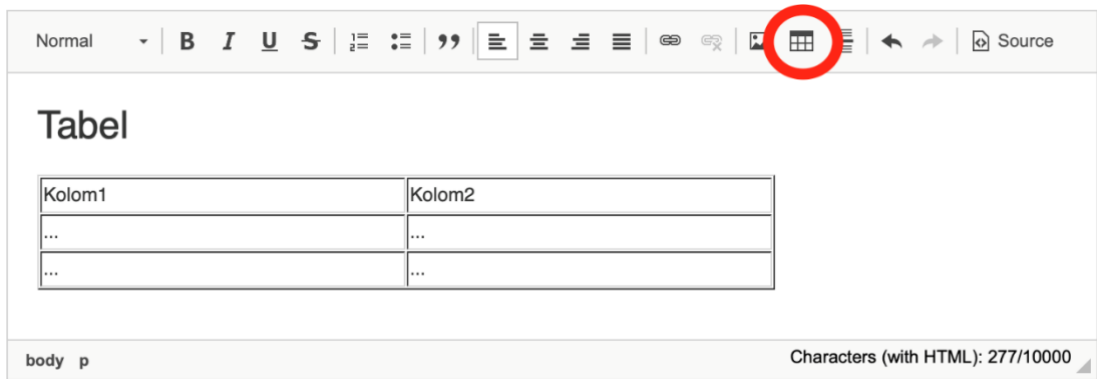 Normal B I U S Source
Tabel
Kolom1 Kolom2
... ...
... ...
body p Characters (with HTML): 277/10000